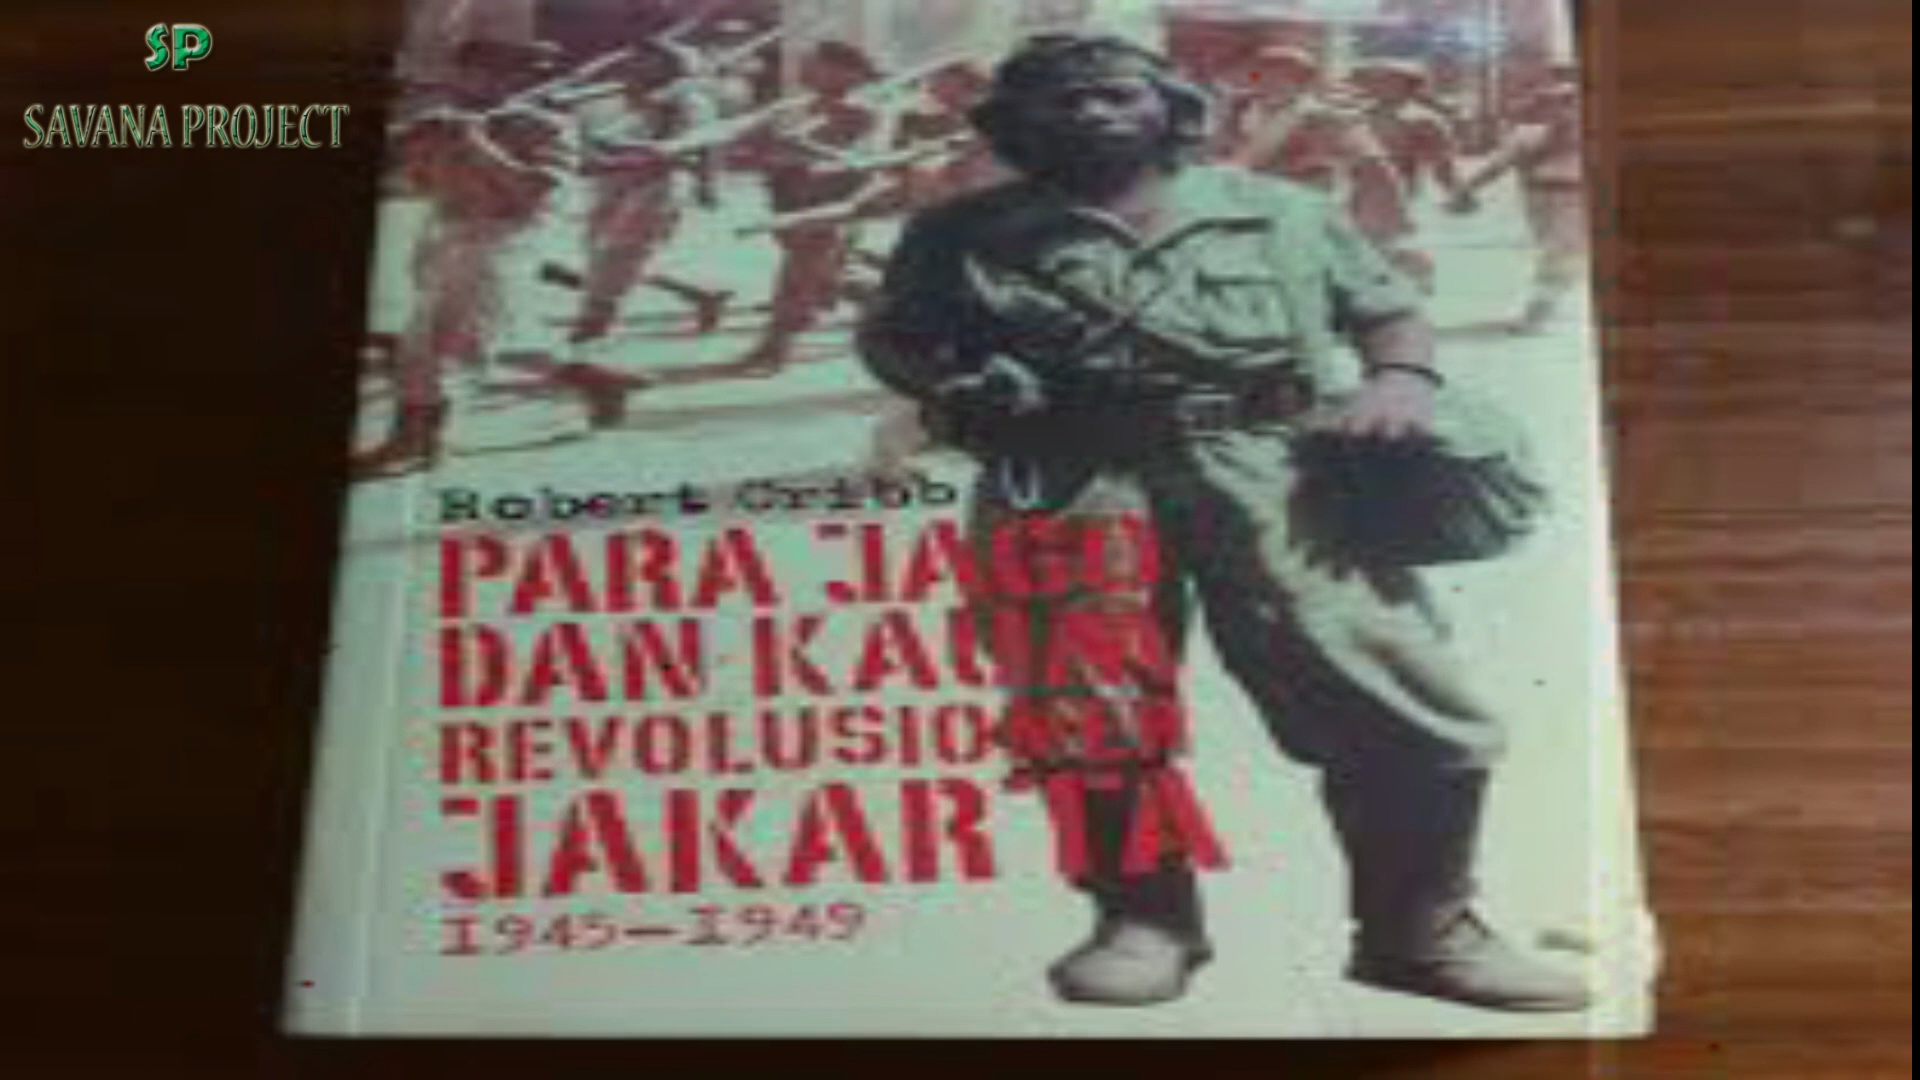 SP
SAVANA PROJECT
Robert Cribb
PARA JAGO
DAN KAUM
REVOLUSIONER
JAKARTA
1945—1949